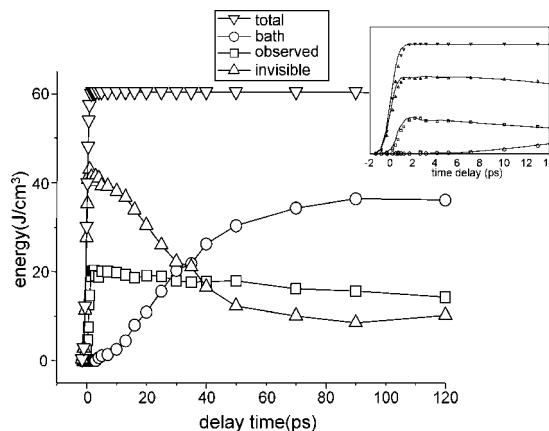 total
bath
observed
invisible
60
40
20
0
energy(J/cm³)
0 20 40 60 80 100 120
delay time(ps)
-2 0 2 4 6 8 10 12 14
time delay (ps)